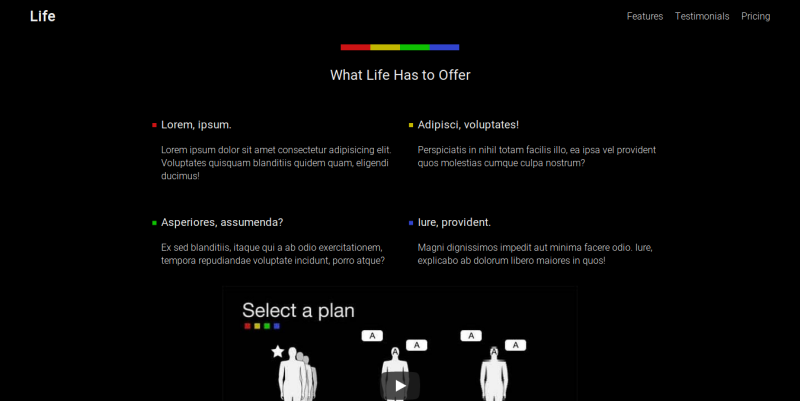 Life
Features Testimonials Pricing
What Life Has to Offer
Lorem, ipsum.
Lorem ipsum dolor sit amet consectetur adipisicing elit.
Voluptates quisquam blanditiis quidem quam, eligendi
ducimus!
Adipisci, voluptates!
Perspiciatis in nihil totam facilis illo, ea ipsa vel provident
quos molestias cumque culpa nostrum?
Asperiores, assumenda?
Ex sed blanditiis, itaque qui a ab odio exercitationem,
tempora repudiandae voluptate incidunt, porro atque?
Iure, provident.
Magni dignissimos impedit aut minima facere odio. Iure,
explicabo ab dolorum libero maiores in quos!
Select a plan
A A A A
A A